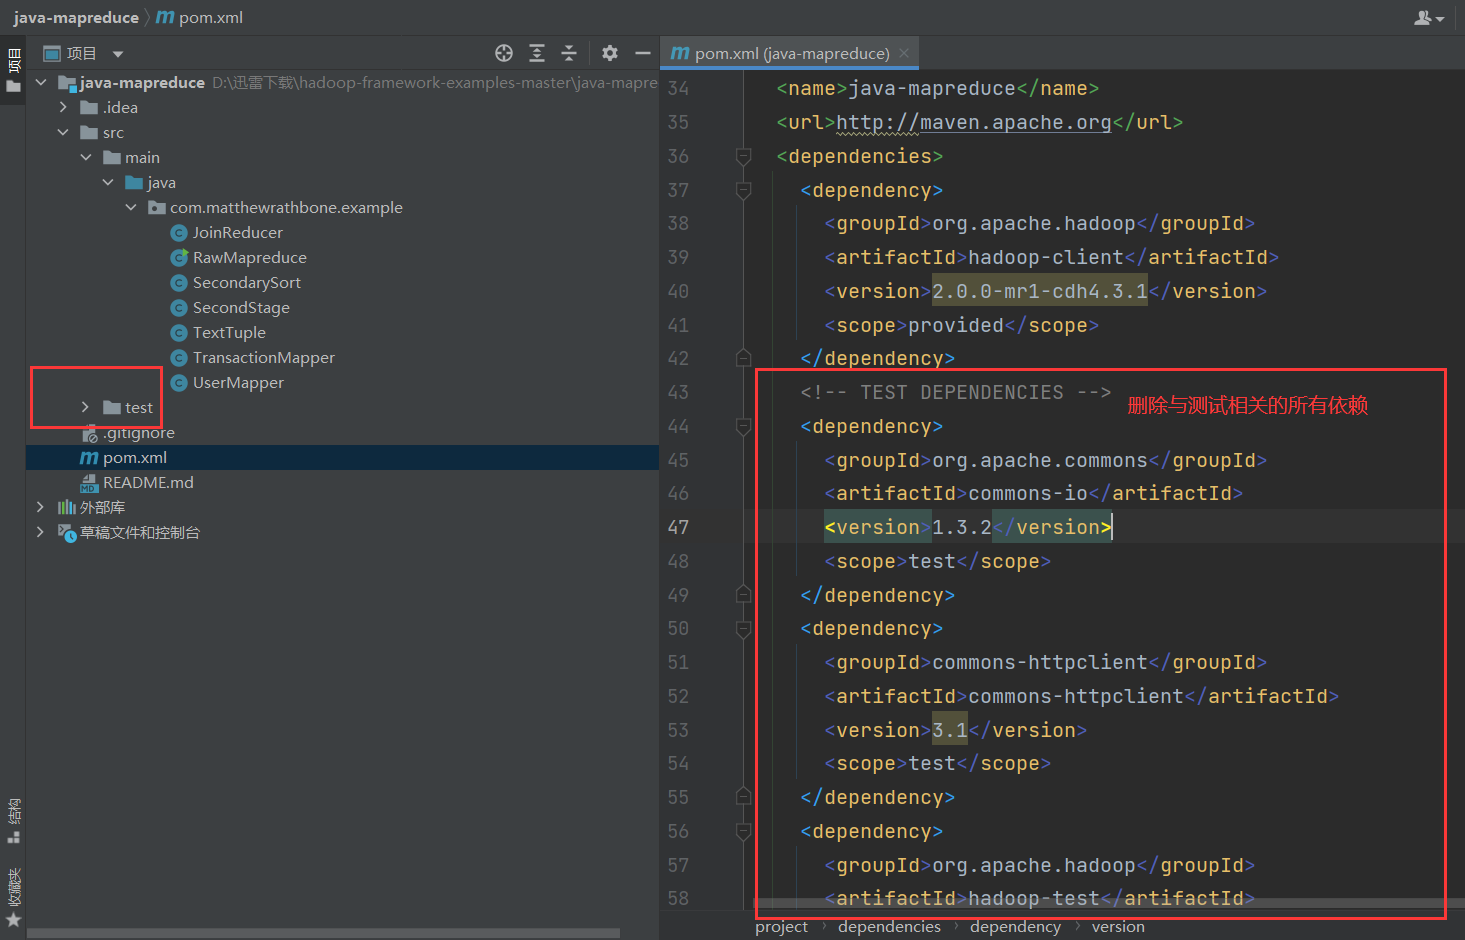 java-mapreduce
pom.xml
项目
项目
java-mapreduce D:\迅雷下载\hadoop-framework-examples-master\java-mapre
.idea
src
main
java
com.matthewrathbone.example
JoinReducer
RawMapreduce
SecondarySort
SecondStage
TextTuple
TransactionMapper
UserMapper
test
.gitignore
pom.xml
README.md
外部库
草稿文件和控制台
结构
收藏夹
pom.xml (java-mapreduce)
34 <name>java-mapreduce</name>
35 <url>http://maven.apache.org</url>
36 <dependencies>
37 <dependency>
38 <groupId>org.apache.hadoop</groupId>
39 <artifactId>hadoop-client</artifactId>
40 <version>2.0.0-mr1-cdh4.3.1</version>
41 <scope>provided</scope>
42 </dependency>
43 <!-- TEST DEPENDENCIES -->
删除与测试相关的所有依赖
44 <dependency>
45 <groupId>org.apache.commons</groupId>
46 <artifactId>commons-io</artifactId>
47 <version>1.3.2</version>
48 <scope>test</scope>
49 </dependency>
50 <dependency>
51 <groupId>commons-httpclient</groupId>
52 <artifactId>commons-httpclient</artifactId>
53 <version>3.1</version>
54 <scope>test</scope>
55 </dependency>
56 <dependency>
57 <groupId>org.apache.hadoop</groupId>
58 <artifactId>hadoop-test</artifactId>
project › dependencies › dependency › version